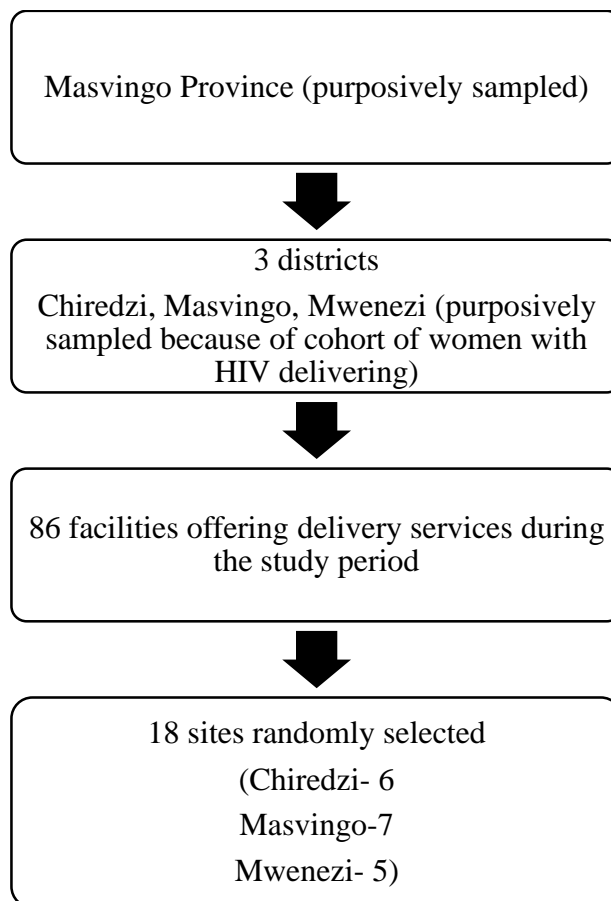 Masvingo Province (purposively sampled)
3 districts
Chiredzi, Masvingo, Mwenezi (purposively
sampled because of cohort of women with
HIV delivering)
86 facilities offering delivery services during
the study period
18 sites randomly selected
(Chiredzi- 6
Masvingo-7
Mwenezi- 5)